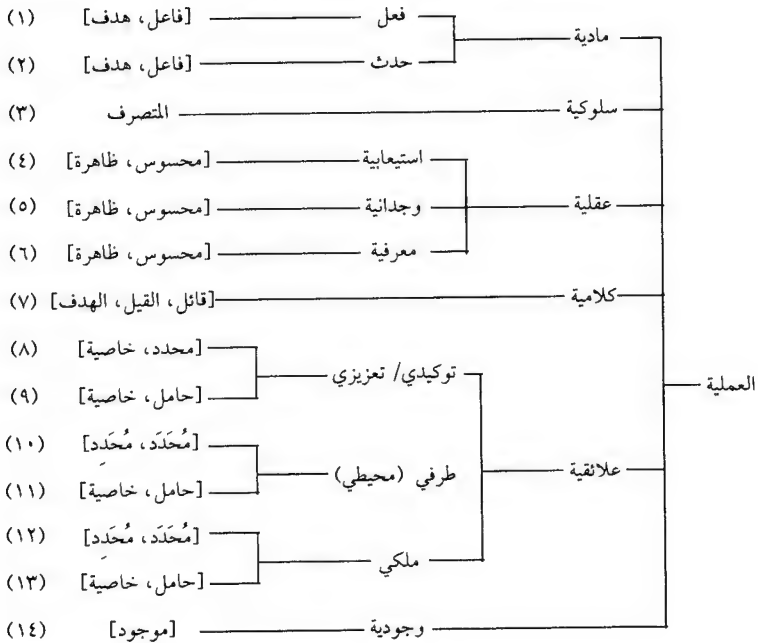 مادية فعل [فاعل، هدف] (١)
حدث [فاعل، هدف] (٢)
سلوكية المتصرف (٣)
استيعابية [محسوس، ظاهرة] (٤)
عقلية وجدانية [محسوس، ظاهرة] (٥)
معرفية [محسوس، ظاهرة] (٦)
كلامية [قائل، القيل، الهدف] (٧)
العملية
توكيدي/ تعزيزي [محدد، خاصية] (٨)
[حامل، خاصية] (٩)
علائقية طرفي (محيطي) [مُحَدَد، مُحَدِد] (١٠)
[حامل، خاصية] (١١)
ملكي [مُحَدَد، مُحَدِد] (١٢)
[حامل، خاصية] (١٣)
وجودية [موجود] (١٤)